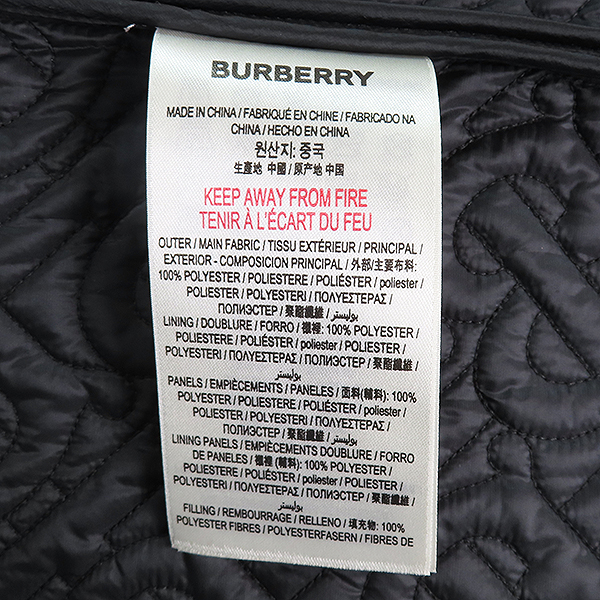 BURBERRY
MADE IN CHINA / FABRIQUÉ EN CHINE / FABRICADO NA
CHINA / HECHO EN CHINA
원산지: 중국
生產地 中國 / 原产地 中国
KEEP AWAY FROM FIRE
TENIR À L'ÉCART DU FEU
OUTER / MAIN FABRIC / TISSU EXTÉRIEUR / PRINCIPAL /
EXTERIOR - COMPOSICION PRINCIPAL / 外部/主要布料:
100% POLYESTER / POLIESTERE / POLIÉSTER / poliester /
POLYESTER / POLYESTERI / ΠΟΛΥΕΣΤΕΡΑΣ /
ПОЛИЭСТЕР / 聚酯纖維 / بوليستر
LINING / DOUBLURE / FORRO / 襯裡: 100% POLYESTER /
POLIESTERE / POLIÉSTER / poliester / POLYESTER /
POLYESTERI / ΠΟΛΥΕΣΤΕΡΑΣ / ПОЛИЭСТЕР / 聚酯纖維 /
بوليستر
PANELS / EMPIÈCEMENTS / PANELES / 面料(輔料): 100%
POLYESTER / POLIESTERE / POLIÉSTER / poliester /
POLYESTER / POLYESTERI / ΠΟΛΥΕΣΤΕΡΑΣ /
ПОЛИЭСТЕР / 聚酯纖維 / بوليستر
LINING PANELS / EMPIÈCEMENTS DOUBLURE / FORRO
DE PANELES / 襯裡 (輔料): 100% POLYESTER /
POLIESTERE / POLIÉSTER / poliester / POLYESTER /
POLYESTERI / ΠΟΛΥΕΣΤΕΡΑΣ / ПОЛИЭСТЕР / 聚酯纖維 /
بوليستر
FILLING / REMBOURRAGE / RELLENO / 填充物: 100%
POLYESTER FIBRES / POLYESTERFASERN / FIBRES DE